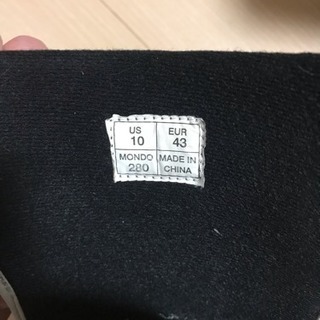 US EUR
10 43
MONDO MADE IN
280 CHINA